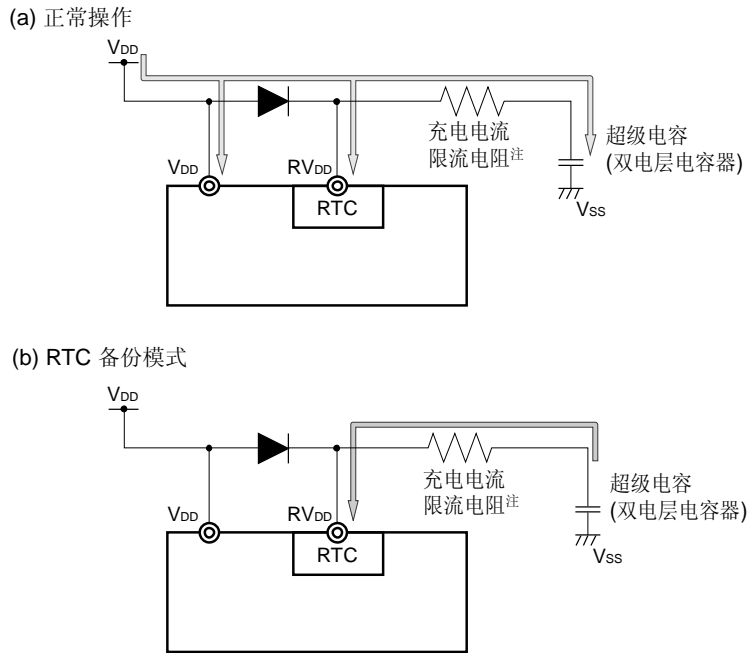 (a) 正常操作
VDD
充电电流
限流电阻注
超级电容
(双电层电容器)
VDD
RVDD
RTC
VSS
(b) RTC 备份模式
VDD
充电电流
限流电阻注
超级电容
(双电层电容器)
VDD
RVDD
RTC
VSS